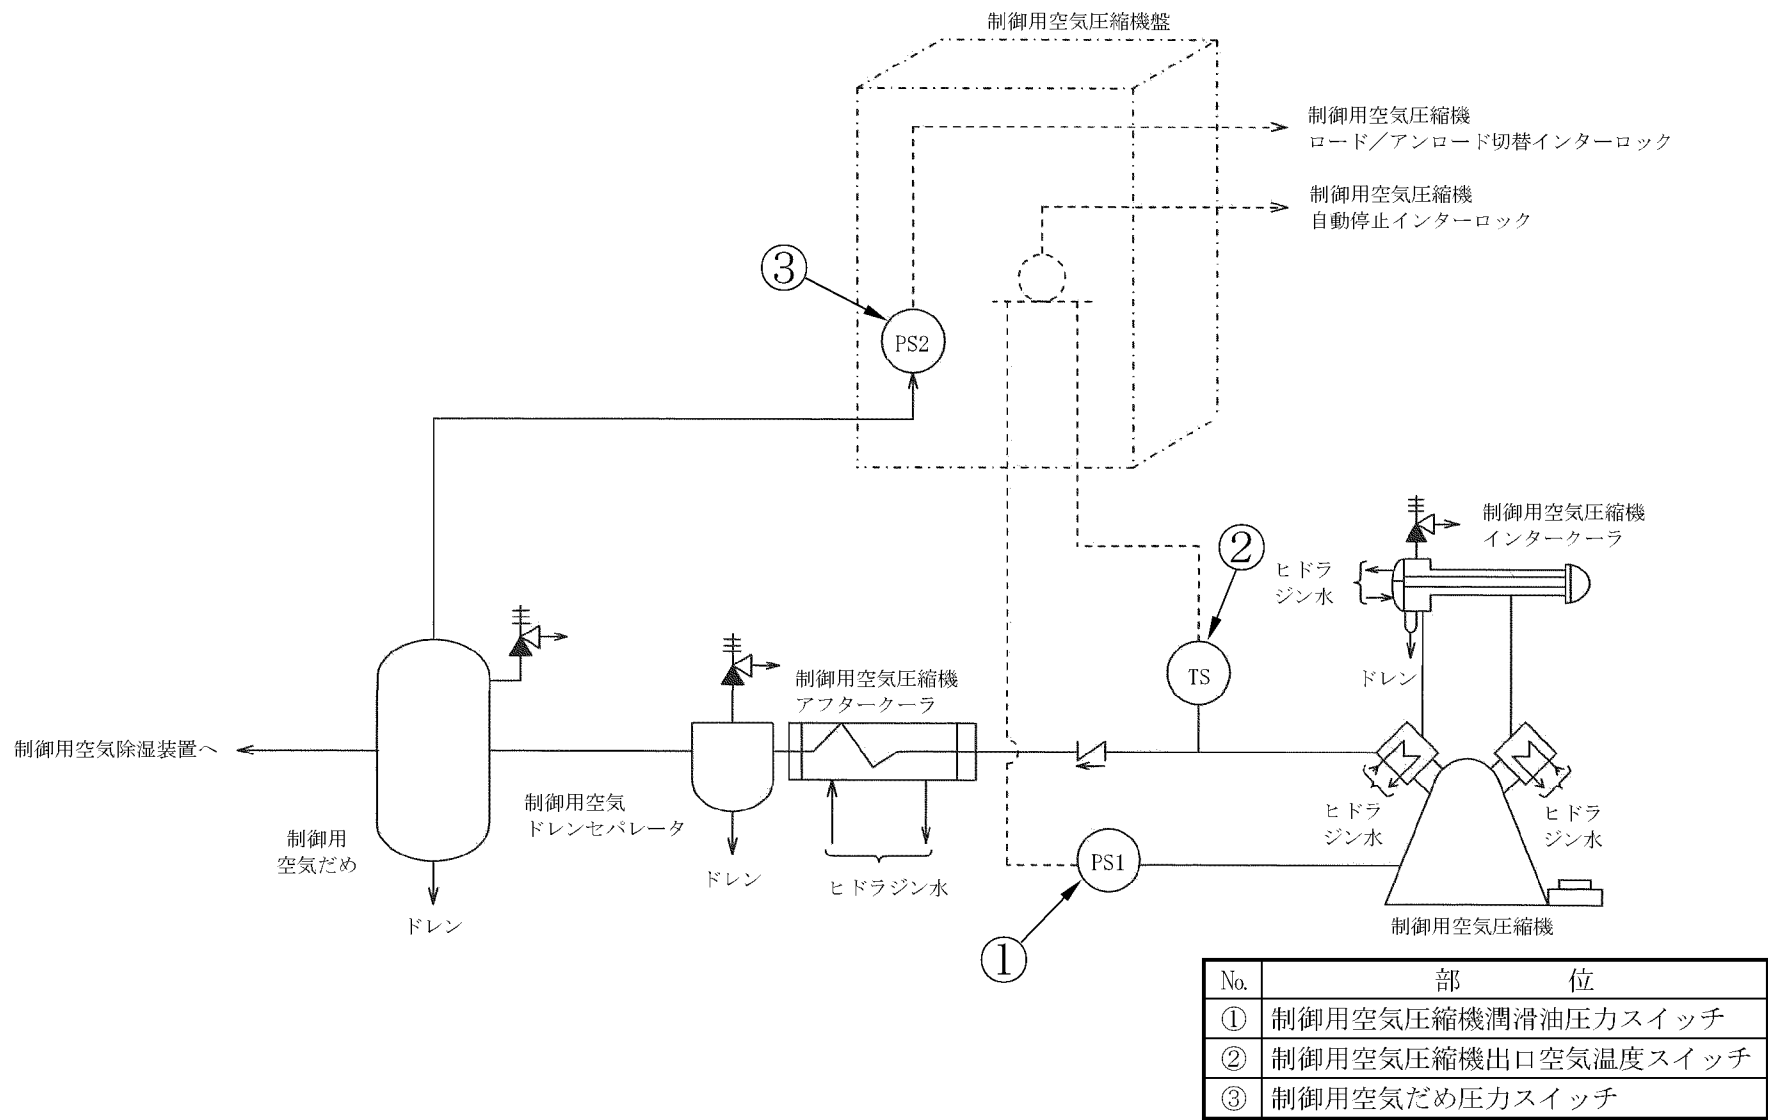 制御用空気圧縮機盤
制御用空気圧縮機
ロード／アンロード切替インターロック
制御用空気圧縮機
自動停止インターロック
③
PS2
制御用空気圧縮機
インタークーラ
②
ヒドラ
ジン水
TS
ドレン
制御用空気圧縮機
アフタークーラ
制御用空気除湿装置へ
制御用空気
ドレンセパレータ
制御用
空気だめ
ヒドラ
ジン水
ヒドラ
ジン水
PS1
ドレン
ヒドラジン水
ドレン
制御用空気圧縮機
①
No. 部 位
① 制御用空気圧縮機潤滑油圧力スイッチ
② 制御用空気圧縮機出口空気温度スイッチ
③ 制御用空気だめ圧力スイッチ